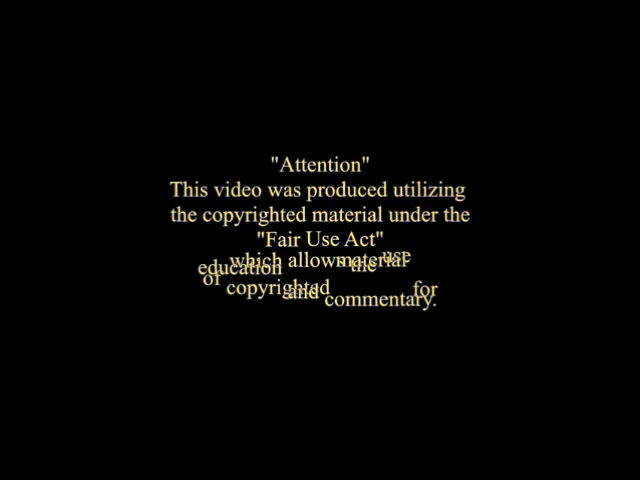 "Attention"
This video was produced utilizing
the copyrighted material under the
"Fair Use Act"
which allows the use
of copyrighted material for
education and commentary.